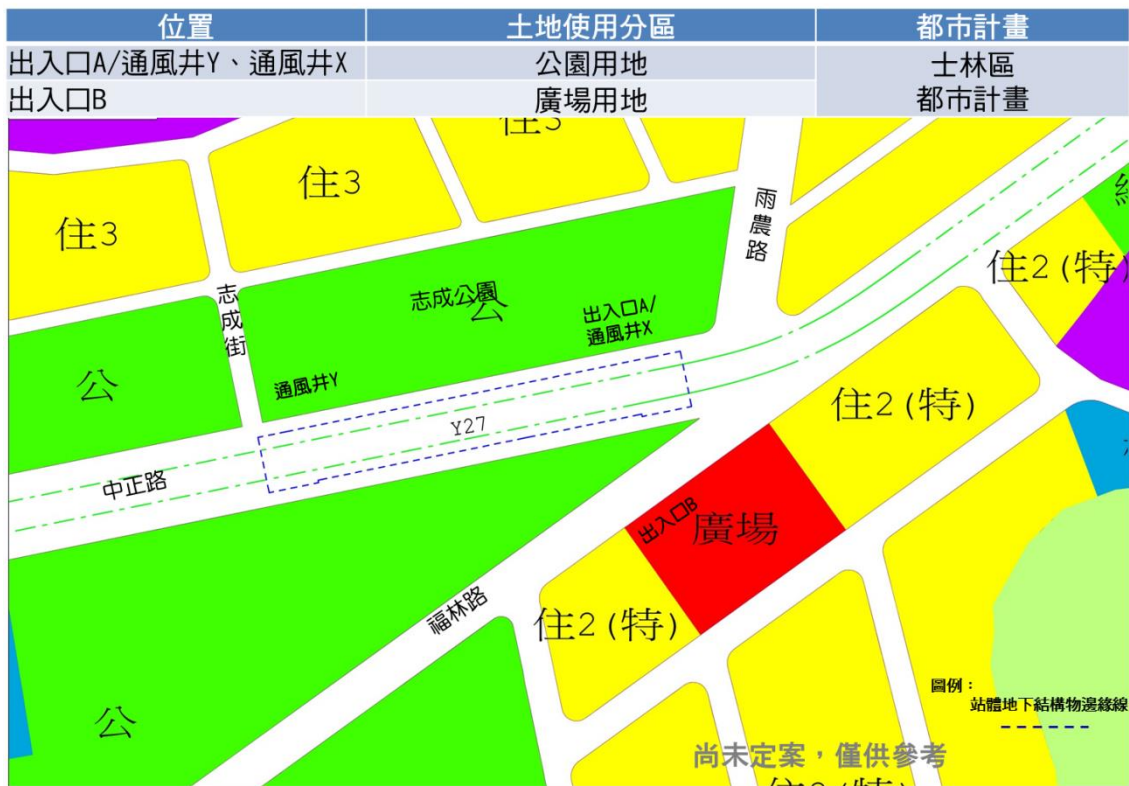 位置
土地使用分區
都市計畫
出入口A/通風井Y、通風井X
公園用地
士林區
都市計畫
出入口B
廣場用地
住3
住3
住3
雨農路
住2(特)
志成街
志成公園
公
出入口A/
通風井X
公
通風井Y
Y27
住2(特)
中正路
出入口B
廣場
福林路
住2(特)
公
圖例：
站體地下結構物邊緣線
尚未定案，僅供參考